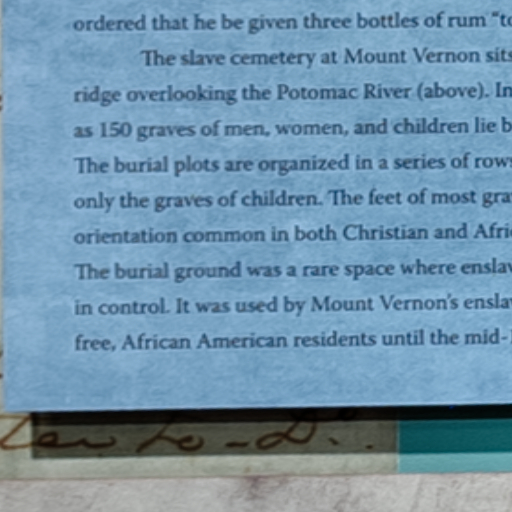 ordered that he be given three bottles of rum “to
The slave cemetery at Mount Vernon sits
ridge overlooking the Potomac River (above). In
as 150 graves of men, women, and children lie b
The burial plots are organized in a series of rows
only the graves of children. The feet of most gra
orientation common in both Christian and Afri
The burial ground was a rare space where enslav
in control. It was used by Mount Vernon’s enslav
free, African American residents until the mid-